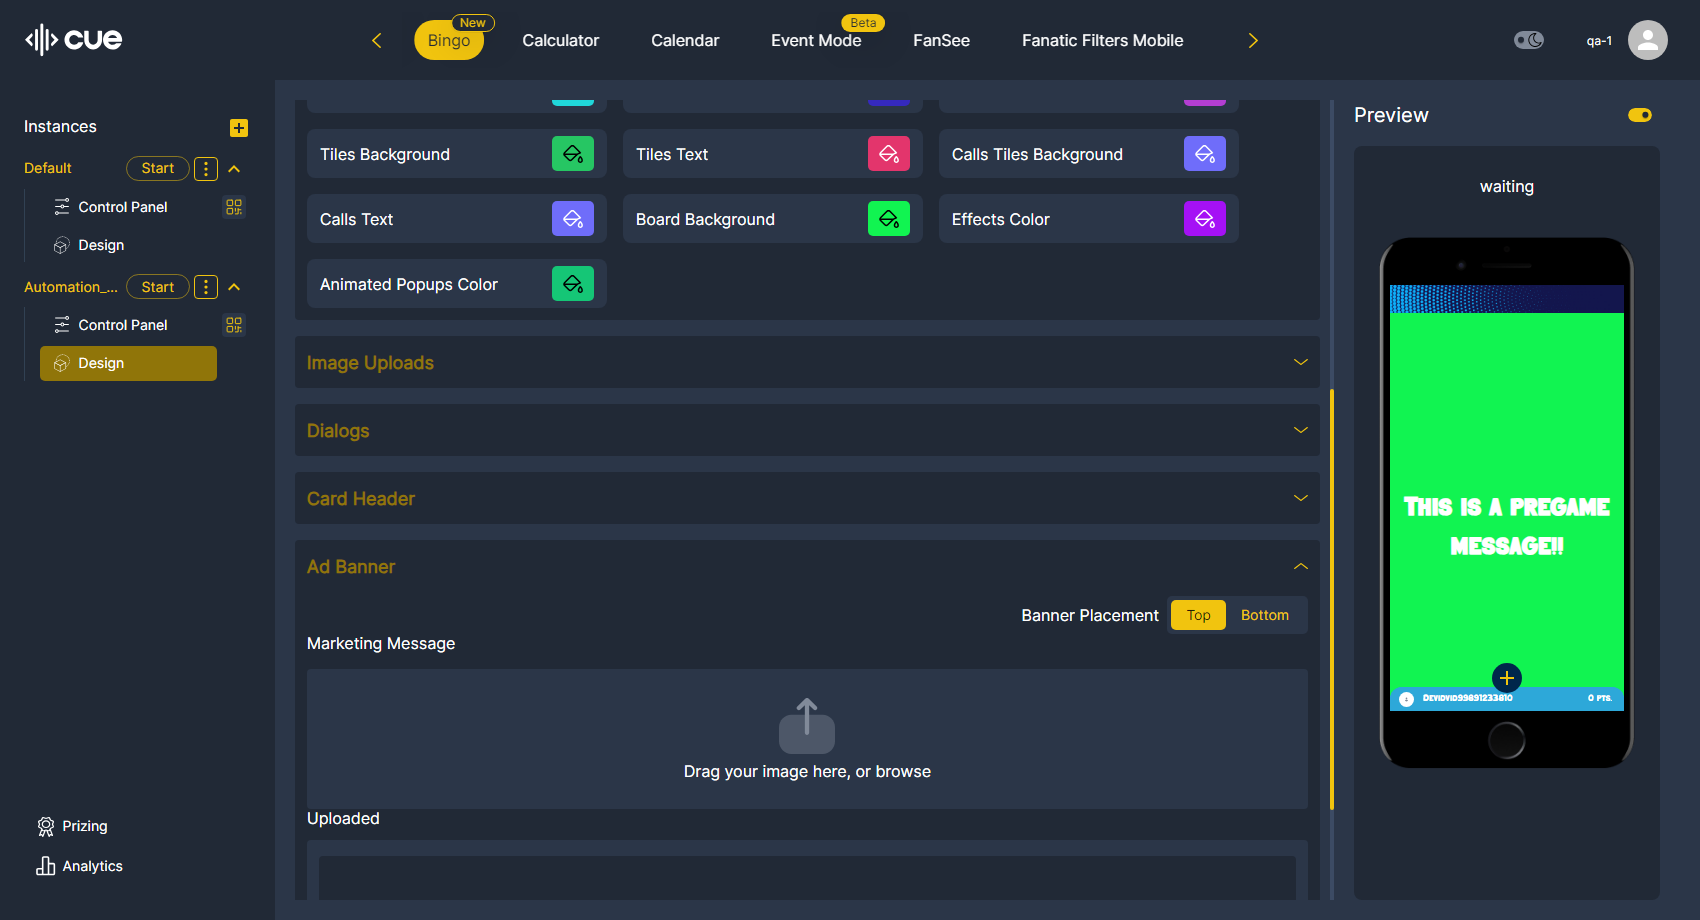 cue
Bingo
New
Calculator
Calendar
Event Mode
Beta
FanSee
Fanatic Filters Mobile
qa-1
Instances
Default
Start
Control Panel
Design
Automation_...
Start
Control Panel
Design
Prizing
Analytics
Tiles Background
Tiles Text
Calls Tiles Background
Calls Text
Board Background
Effects Color
Animated Popups Color
Image Uploads
Dialogs
Card Header
Ad Banner
Banner Placement
Top
Bottom
Marketing Message
Drag your image here, or browse
Uploaded
Preview
waiting
This is a pregame
message!!
1
Devidvid99891233810
0 pts.